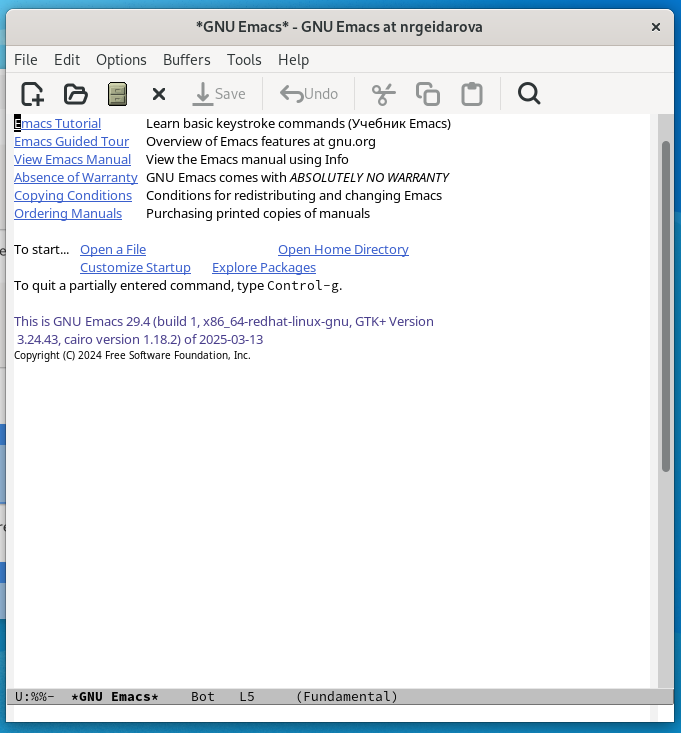 *GNU Emacs* - GNU Emacs at nrgeidarova
File Edit Options Buffers Tools Help
Save Undo
Emacs Tutorial Learn basic keystroke commands (Учебник Emacs)
Emacs Guided Tour Overview of Emacs features at gnu.org
View Emacs Manual View the Emacs manual using Info
Absence of Warranty GNU Emacs comes with ABSOLUTELY NO WARRANTY
Copying Conditions Conditions for redistributing and changing Emacs
Ordering Manuals Purchasing printed copies of manuals
To start... Open a File Open Home Directory
Customize Startup Explore Packages
To quit a partially entered command, type Control-g.
This is GNU Emacs 29.4 (build 1, x86_64-redhat-linux-gnu, GTK+ Version
3.24.43, cairo version 1.18.2) of 2025-03-13
Copyright (C) 2024 Free Software Foundation, Inc.
U:%%- *GNU Emacs* Bot L5 (Fundamental)